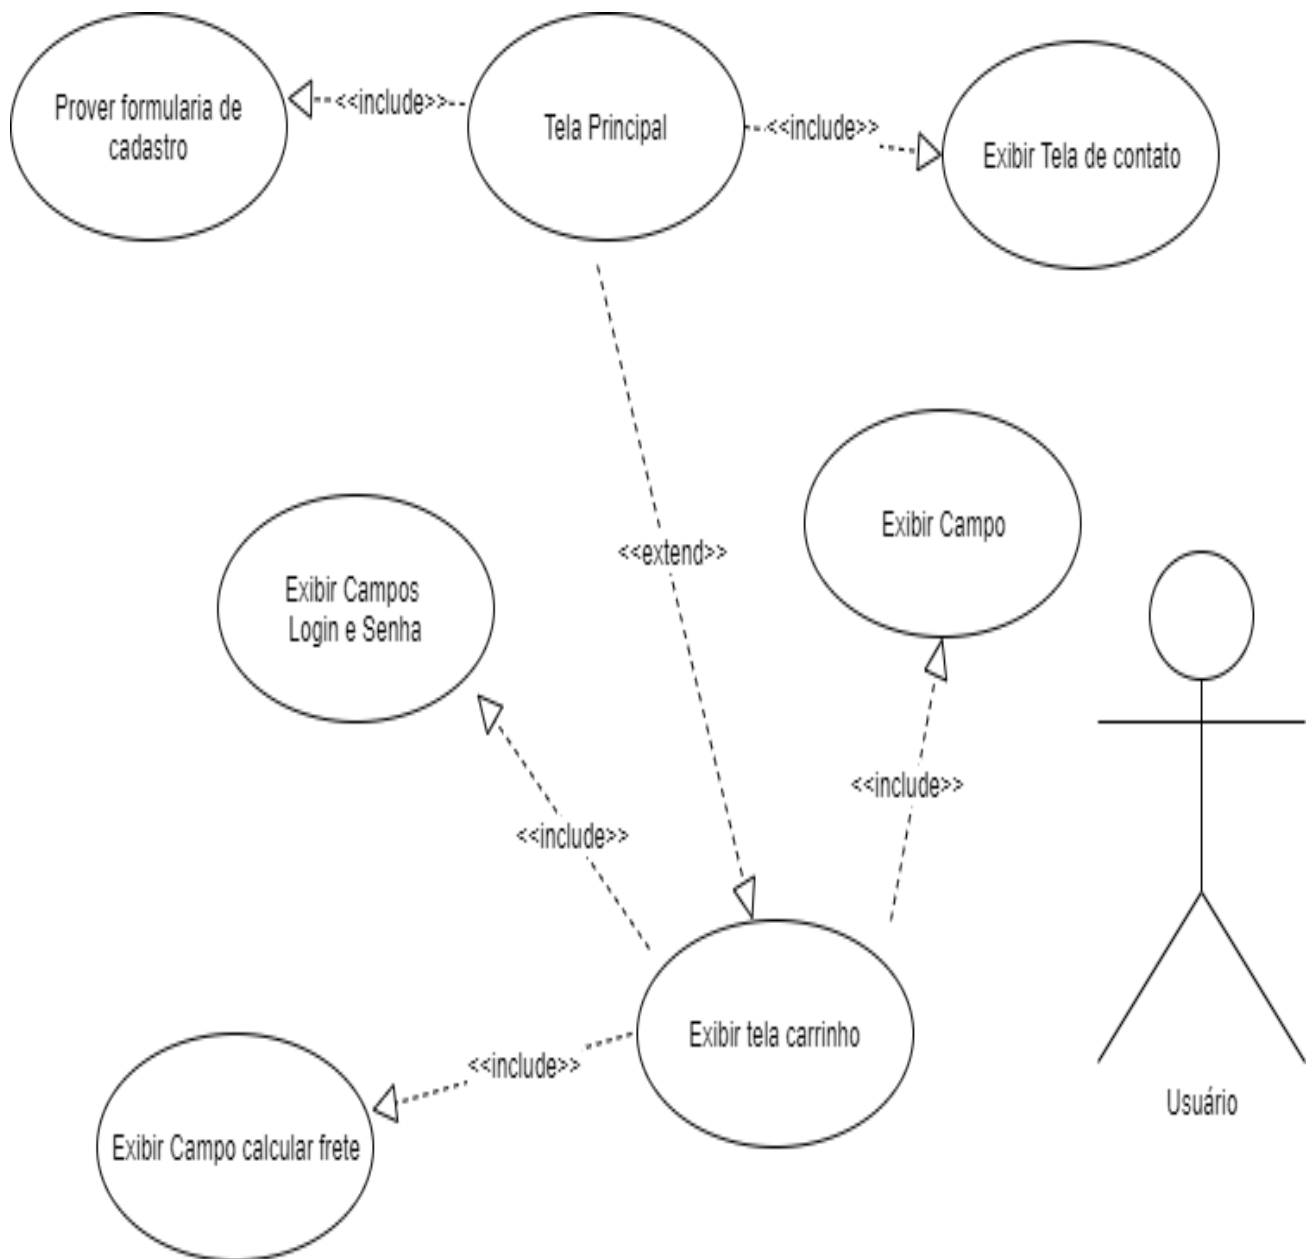 Prover formularia de
cadastro
<<include>>
Tela Principal
<<include>>
Exibir Tela de contato
<<extend>>
Exibir Campo
Exibir Campos
Login e Senha
<<include>>
<<include>>
Exibir tela carrinho
<<include>>
Exibir Campo calcular frete
Usuário